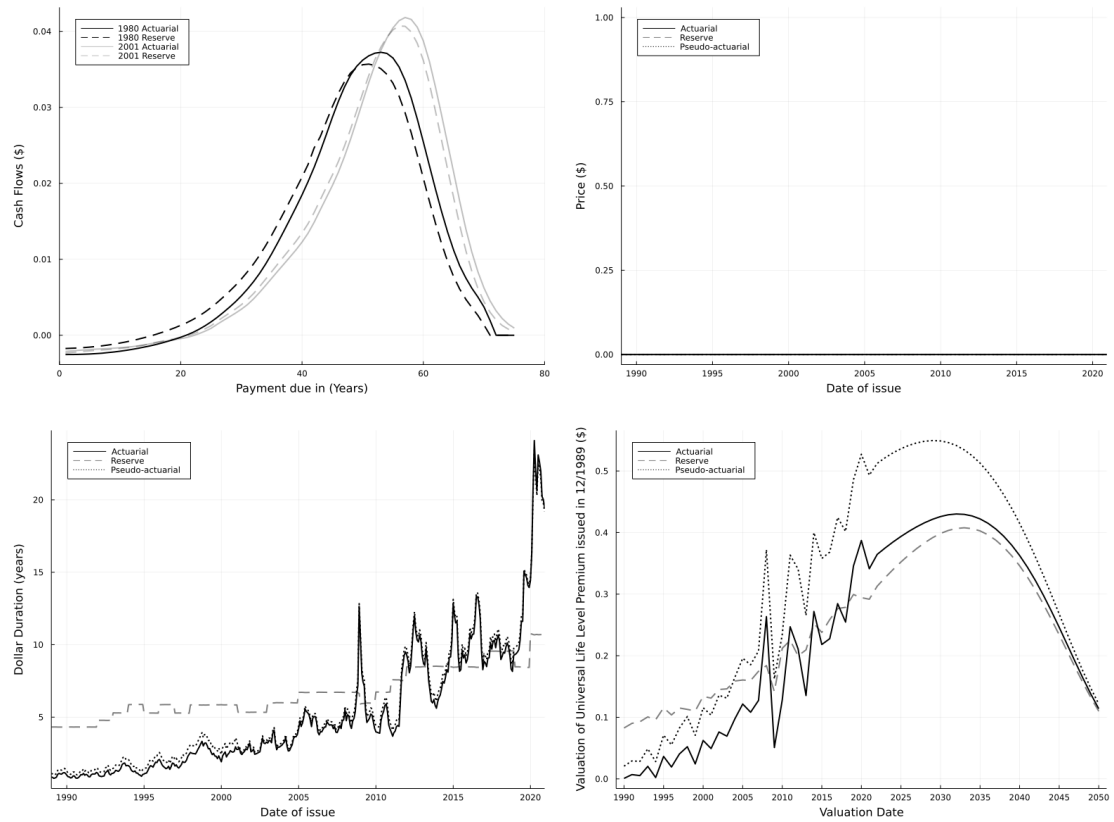 0.04
0.03
0.02
0.01
0.00
0
20
40
60
80
Cash Flows ($)
Payment due in (Years)
1980 Actuarial
1980 Reserve
2001 Actuarial
2001 Reserve
1.00
0.75
0.50
0.25
0.00
1990
1995
2000
2005
2010
2015
2020
Price ($)
Date of issue
Actuarial
Reserve
Pseudo-actuarial
20
15
10
5
1990
1995
2000
2005
2010
2015
2020
Dollar Duration (years)
Date of issue
Actuarial
Reserve
Pseudo-actuarial
0.5
0.4
0.3
0.2
0.1
0.0
1990
1995
2000
2005
2010
2015
2020
2025
2030
2035
2040
2045
2050
Valuation of Universal Life Level Premium issued in 12/1989 ($)
Valuation Date
Actuarial
Reserve
Pseudo-actuarial